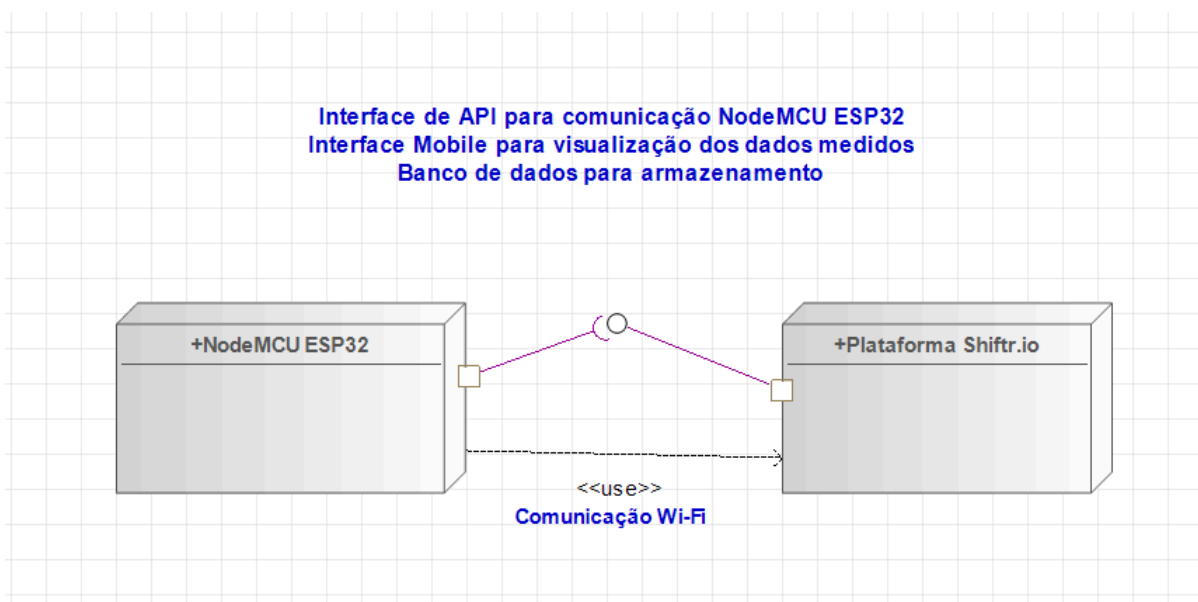 Interface de API para comunicação NodeMCU ESP32
Interface Mobile para visualização dos dados medidos
Banco de dados para armazenamento
+NodeMCU ESP32
+Plataforma Shiftr.io
<<use>>
Comunicação Wi-Fi